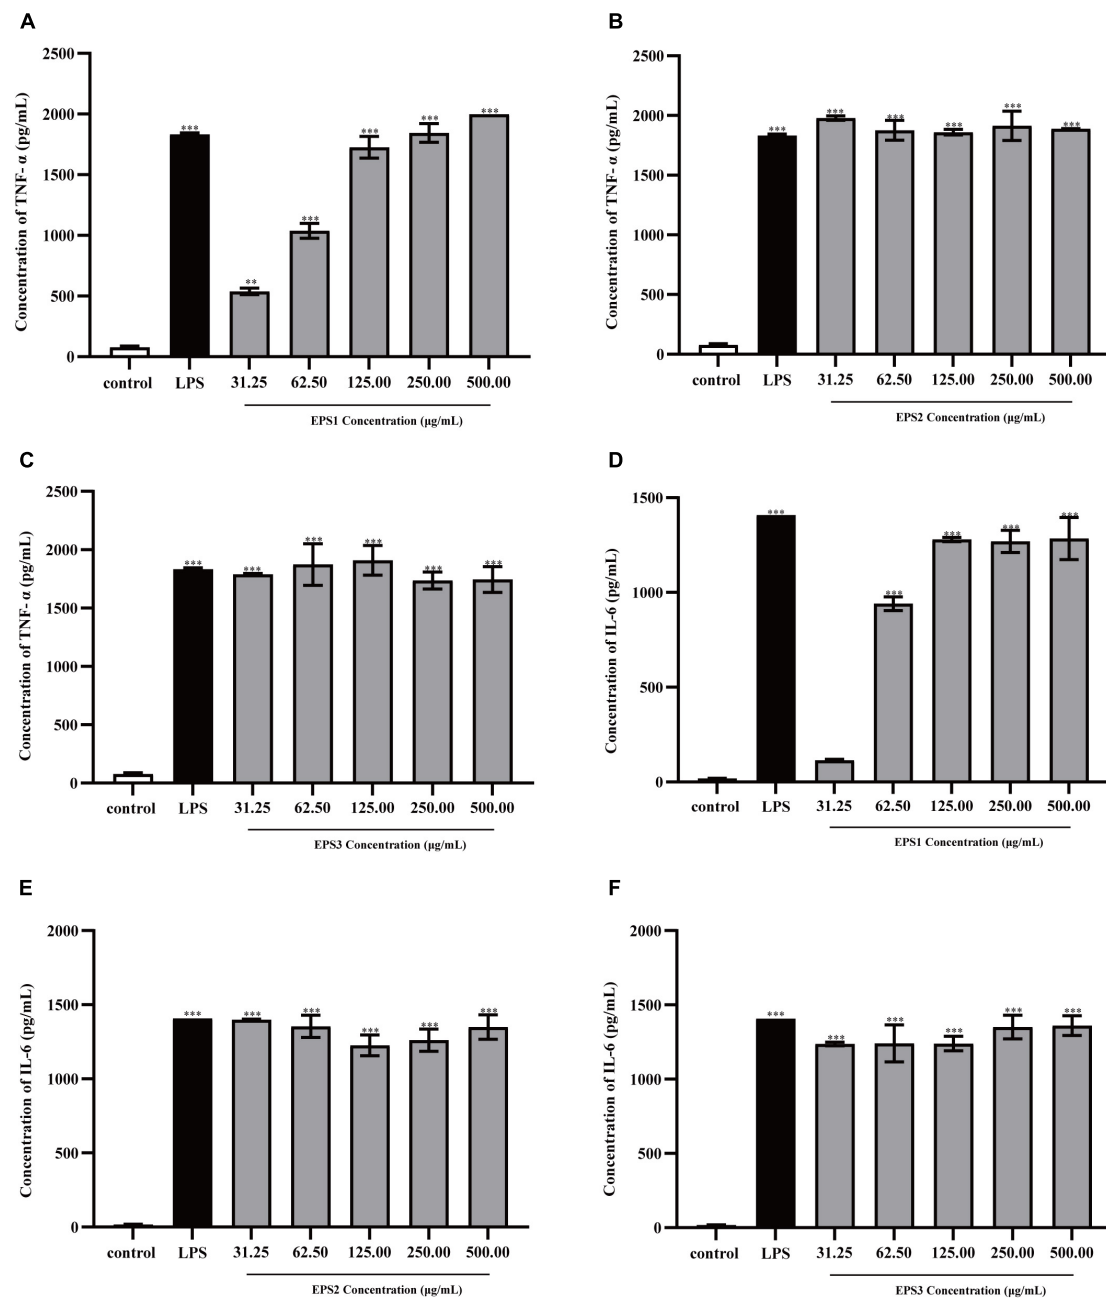 A
Concentration of TNF- α (pg/mL)
2500
2000
1500
1000
500
0
***
**
***
***
***
***
control LPS 31.25 62.50 125.00 250.00 500.00
EPS1 Concentration (μg/mL)
B
Concentration of TNF- α (pg/mL)
2500
2000
1500
1000
500
0
***
***
***
***
***
***
control LPS 31.25 62.50 125.00 250.00 500.00
EPS2 Concentration (μg/mL)
C
Concentration of TNF- α (pg/mL)
2500
2000
1500
1000
500
0
***
***
***
***
***
***
control LPS 31.25 62.50 125.00 250.00 500.00
EPS3 Concentration (μg/mL)
D
Concentration of IL-6 (pg/mL)
1500
1000
500
0
***
***
***
***
***
control LPS 31.25 62.50 125.00 250.00 500.00
EPS1 Concentration (μg/mL)
E
Concentration of IL-6 (pg/mL)
2000
1500
1000
500
0
***
***
***
***
***
***
control LPS 31.25 62.50 125.00 250.00 500.00
EPS2 Concentration (μg/mL)
F
Concentration of IL-6 (pg/mL)
2000
1500
1000
500
0
***
***
***
***
***
***
control LPS 31.25 62.50 125.00 250.00 500.00
EPS3 Concentration (μg/mL)